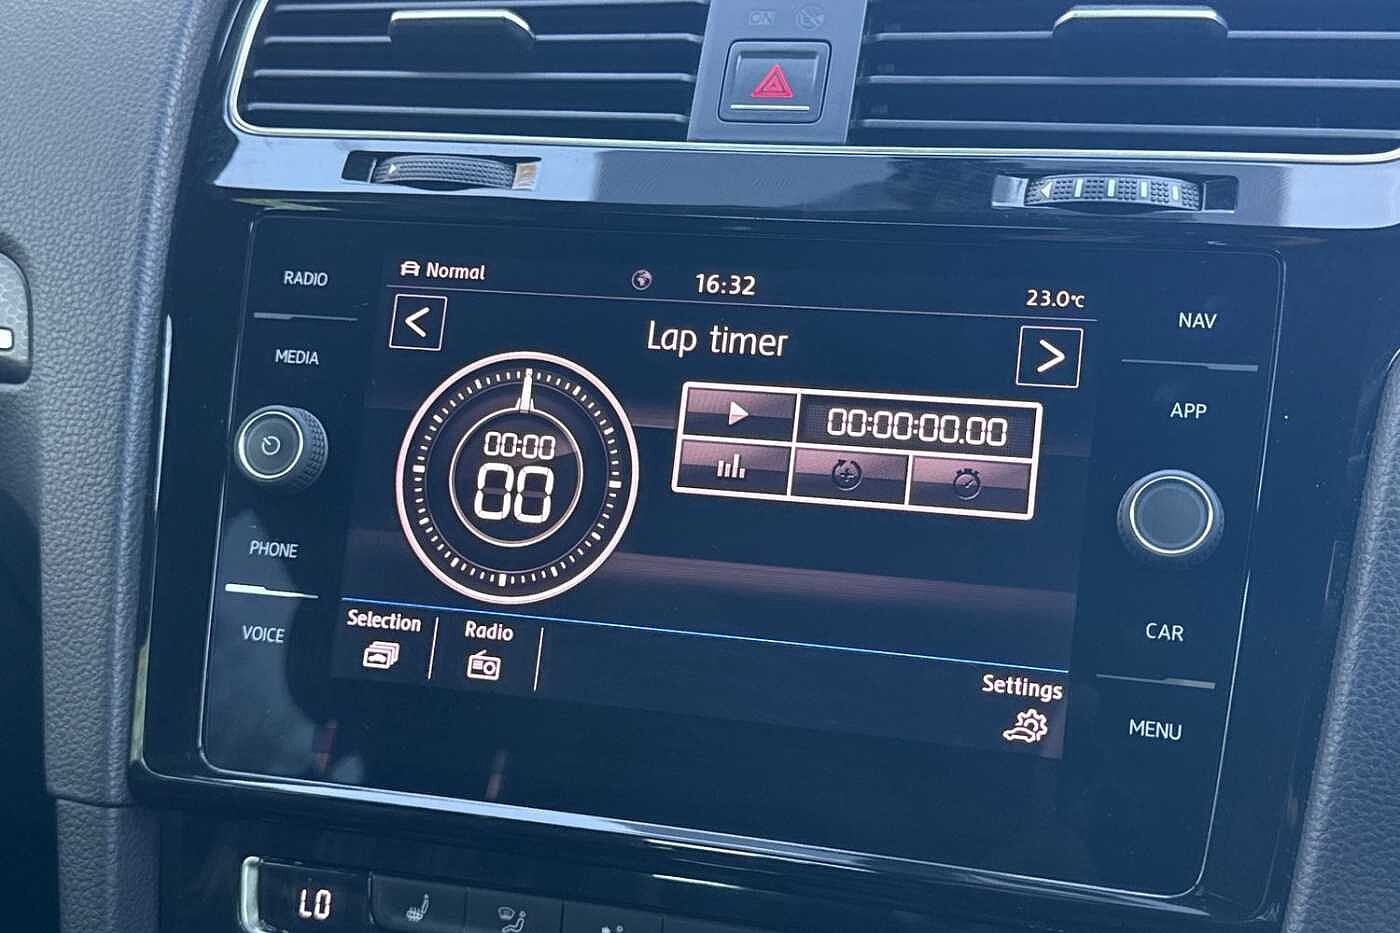 ON
RADIO
MEDIA
PHONE
VOICE
Normal
16:32
23.0°C
<
Lap timer
>
00:00
00
00:00:00.00
Selection
Radio
Settings
NAV
APP
CAR
MENU
LO